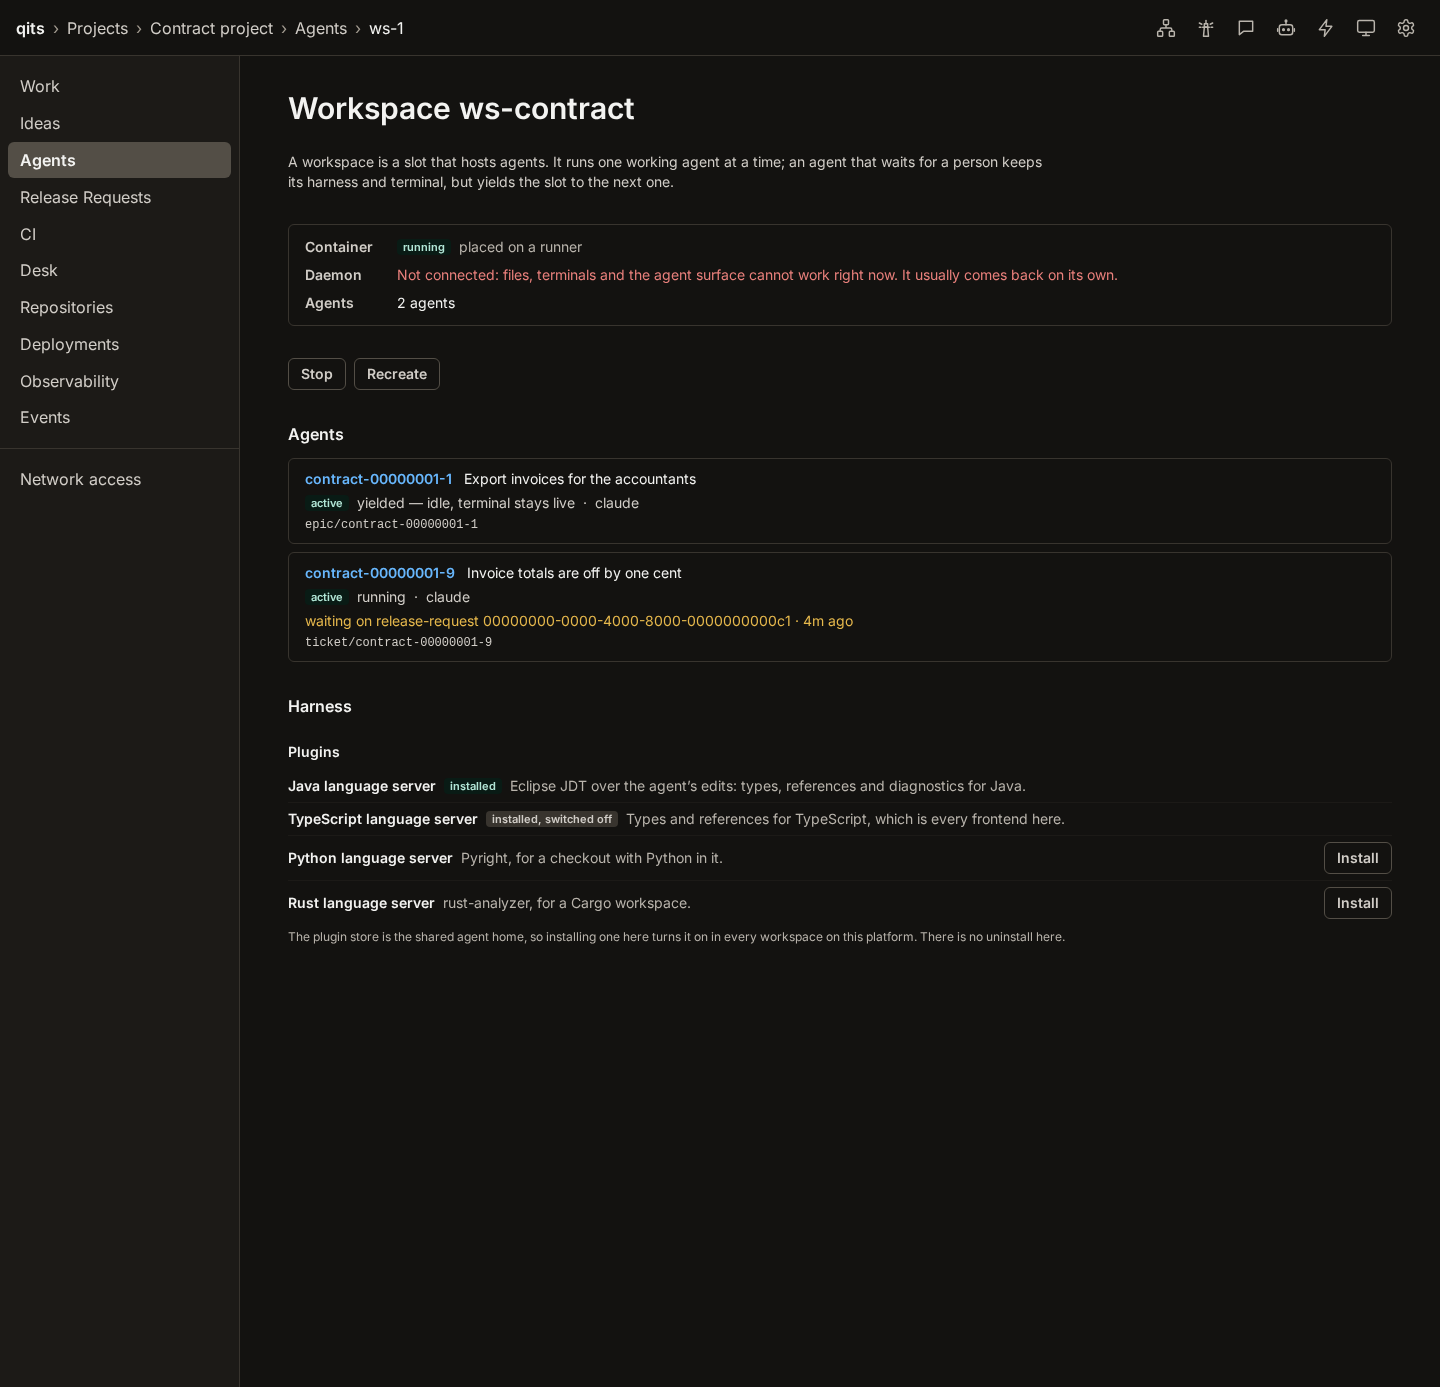 qits › Projects › Contract project › Agents › ws-1
Work
Ideas
Agents
Release Requests
CI
Desk
Repositories
Deployments
Observability
Events
Network access
Workspace ws-contract
A workspace is a slot that hosts agents. It runs one working agent at a time; an agent that waits for a person keeps
its harness and terminal, but yields the slot to the next one.
Container running placed on a runner
Daemon Not connected: files, terminals and the agent surface cannot work right now. It usually comes back on its own.
Agents 2 agents
Stop Recreate
Agents
contract-00000001-1 Export invoices for the accountants
active yielded — idle, terminal stays live · claude
epic/contract-00000001-1
contract-00000001-9 Invoice totals are off by one cent
active running · claude
waiting on release-request 00000000-0000-4000-8000-0000000000c1 · 4m ago
ticket/contract-00000001-9
Harness
Plugins
Java language server installed Eclipse JDT over the agent’s edits: types, references and diagnostics for Java.
TypeScript language server installed, switched off Types and references for TypeScript, which is every frontend here.
Python language server Pyright, for a checkout with Python in it. Install
Rust language server rust-analyzer, for a Cargo workspace. Install
The plugin store is the shared agent home, so installing one here turns it on in every workspace on this platform. There is no uninstall here.